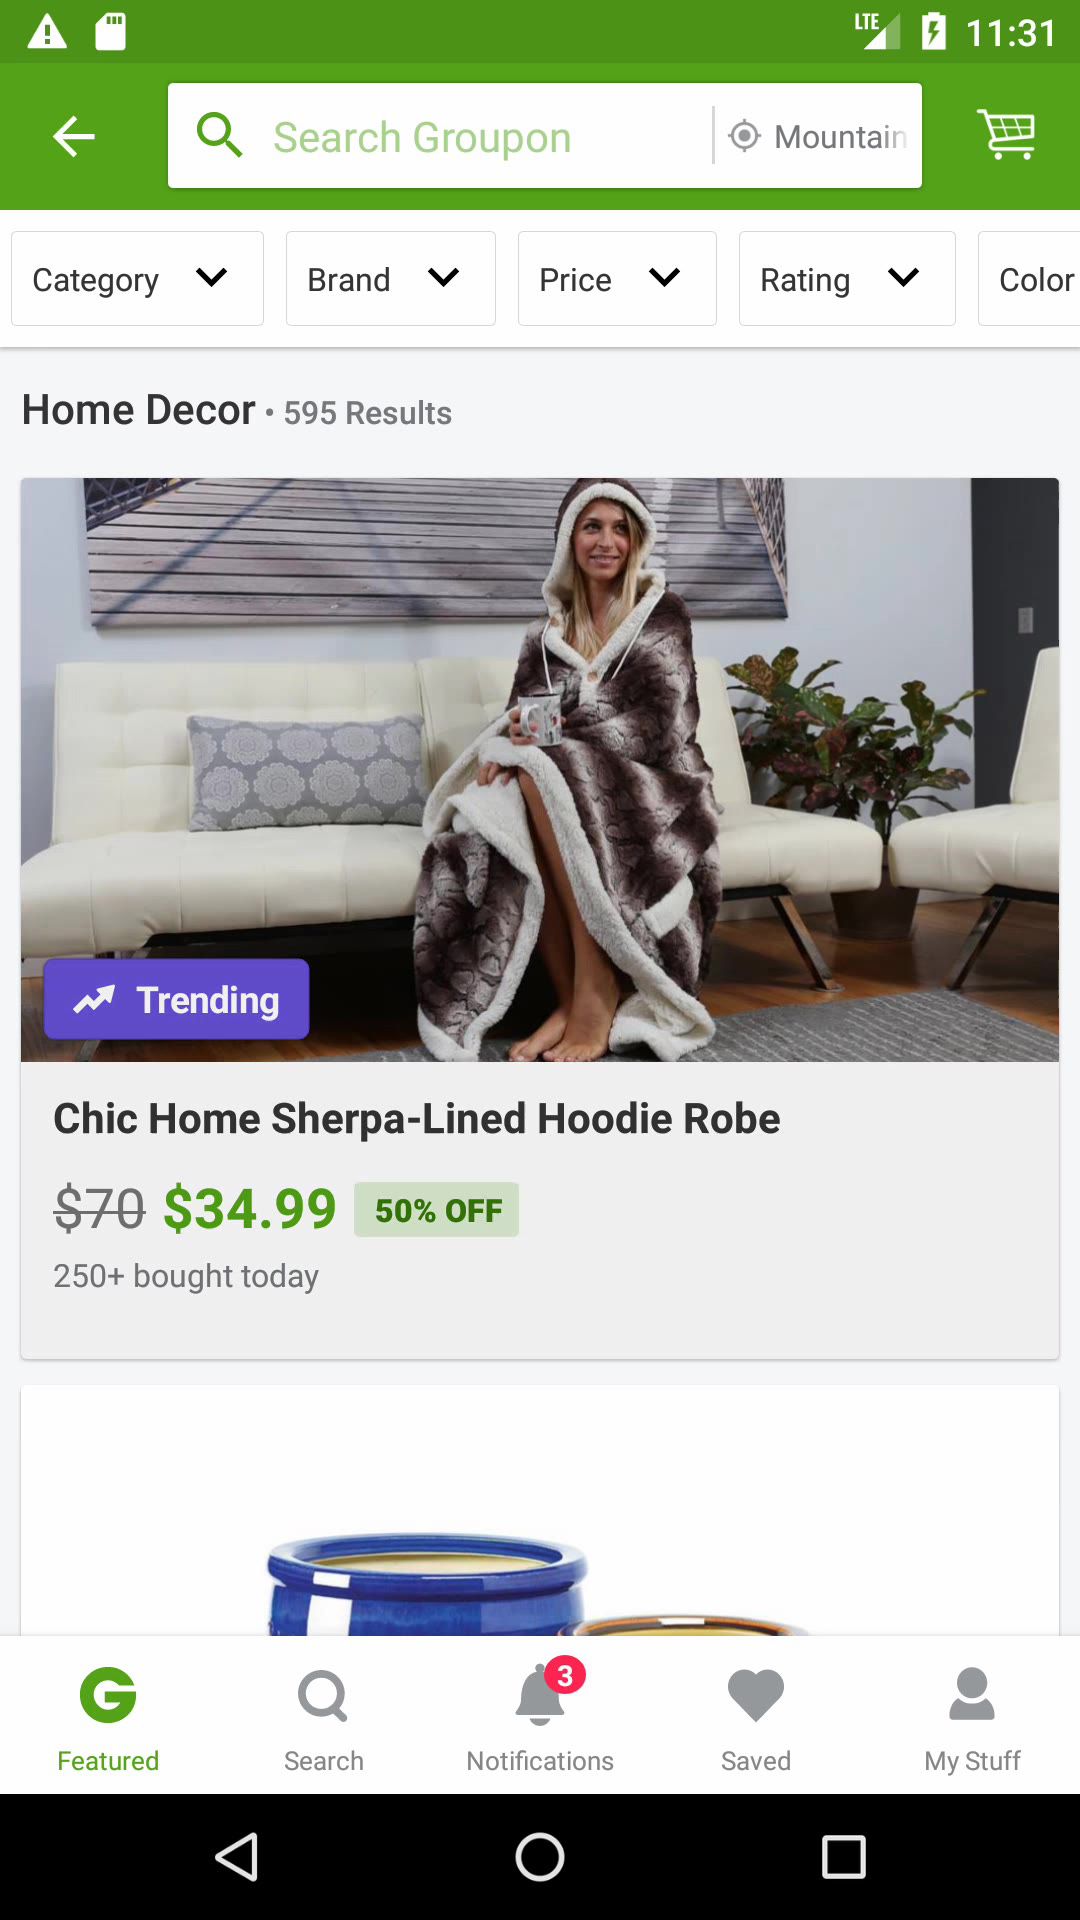 LTE 11:31
Search Groupon Mountain
Category Brand Price Rating Color
Home Decor • 595 Results
Trending
Chic Home Sherpa-Lined Hoodie Robe
$70 $34.99 50% OFF
250+ bought today
3
Featured Search Notifications Saved My Stuff